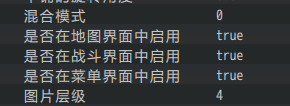 混合模式 0
是否在地图界面中启用 true
是否在战斗界面中启用 true
是否在菜单界面中启用 true
图片层级 4